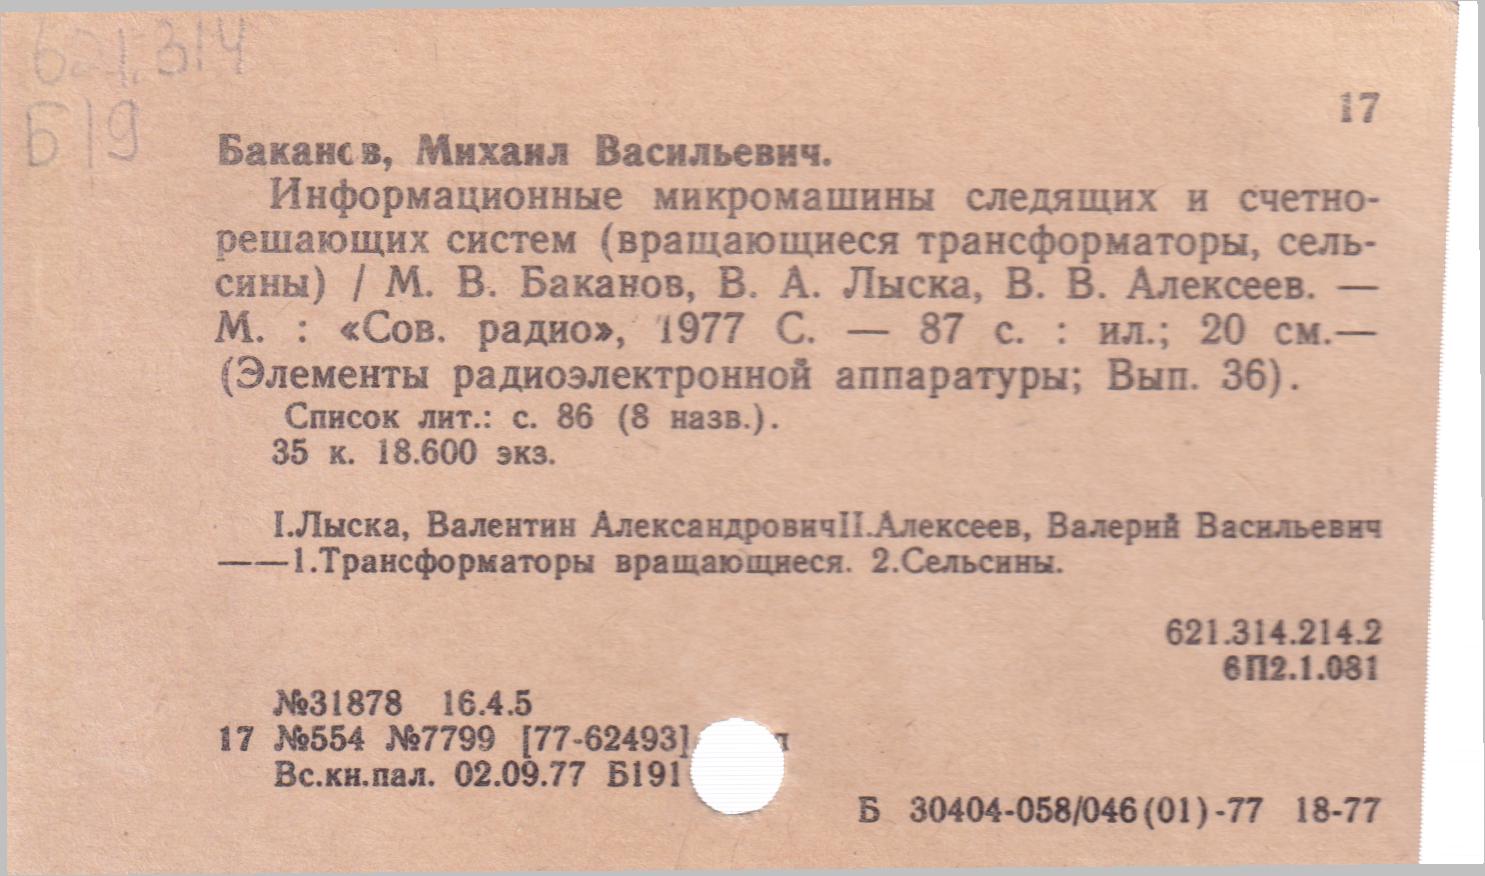 621.314
Б19
17
Баканов, Михаил Васильевич.
Информационные микромашины следящих и счетно-
решающих систем (вращающиеся трансформаторы, сель-
сины) / М. В. Баканов, В. А. Лыска, В. В. Алексеев. —
М. : «Сов. радио», 1977 С. — 87 с. : ил.; 20 см.—
(Элементы радиоэлектронной аппаратуры; Вып. 36).
Список лит.: с. 86 (8 назв.).
35 к. 18.600 экз.
I.Лыска, Валентин АлександровичII.Алексеев, Валерий Васильевич
——1.Трансформаторы вращающиеся. 2.Сельсины.
621.314.214.2
6П2.1.081
№31878 16.4.5
17 №554 №7799 [77-62493]
Вс.кн.пал. 02.09.77 Б191
Б 30404-058/046(01)-77 18-77